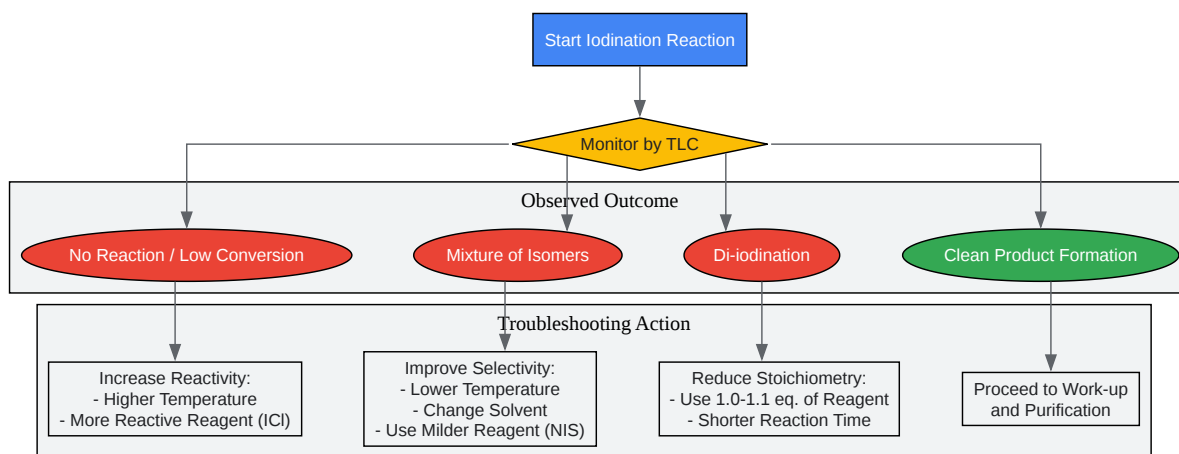 Start Iodination Reaction
Monitor by TLC
Observed Outcome
No Reaction / Low Conversion
Mixture of Isomers
Di-iodination
Clean Product Formation
Troubleshooting Action
Increase Reactivity:
- Higher Temperature
- More Reactive Reagent (ICl)
Improve Selectivity:
- Lower Temperature
- Change Solvent
- Use Milder Reagent (NIS)
Reduce Stoichiometry:
- Use 1.0-1.1 eq. of Reagent
- Shorter Reaction Time
Proceed to Work-up
and Purification